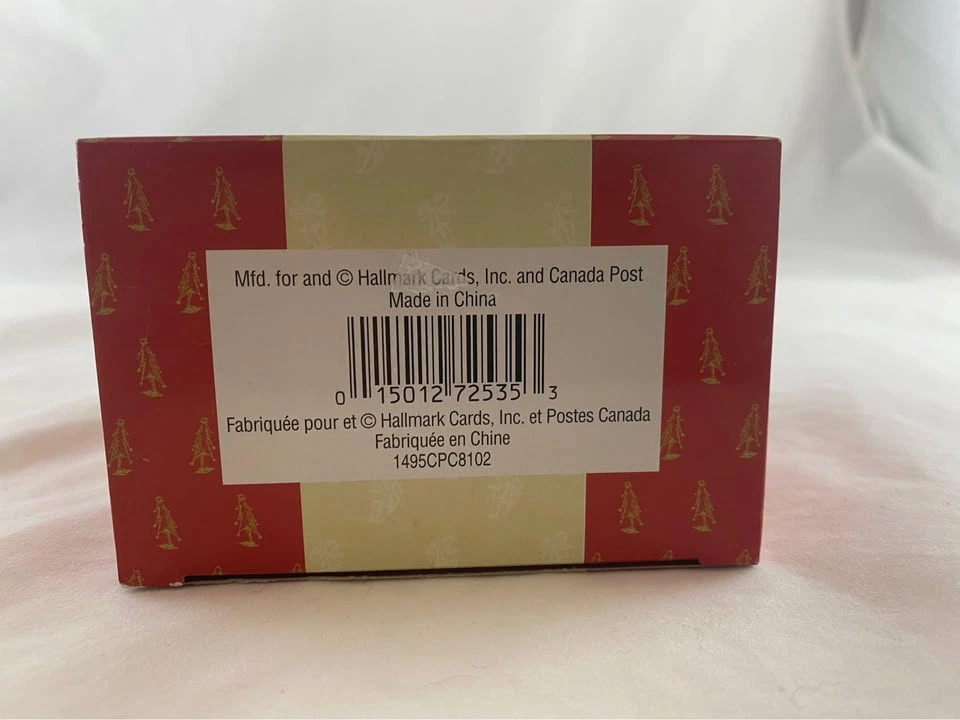 Mfd. for and © Hallmark Cards, Inc. and Canada Post
Made in China
0 15012 72535 3
Fabriquée pour et © Hallmark Cards, Inc. et Postes Canada
Fabriquée en Chine
1495CPC8102